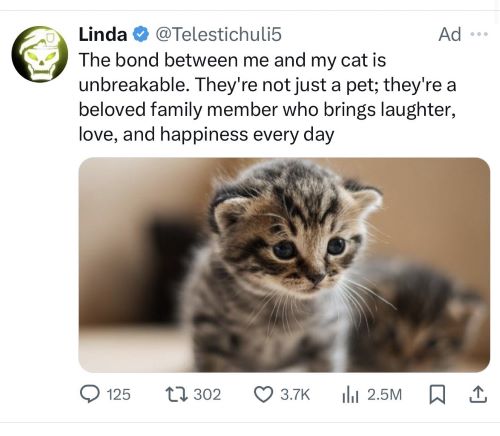 Linda @Telestichuli5 Ad
The bond between me and my cat is
unbreakable. They're not just a pet; they're a
beloved family member who brings laughter,
love, and happiness every day
125 302 3.7K 2.5M